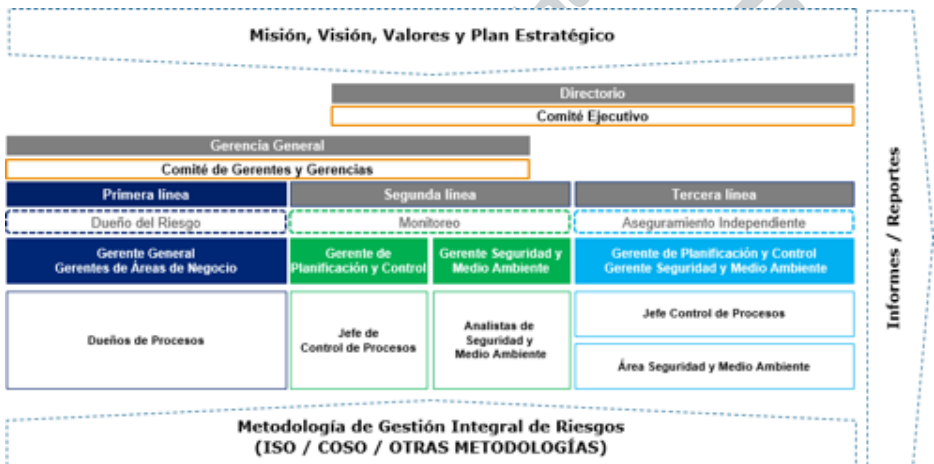 Misión, Visión, Valores y Plan Estratégico
Directorio
Comité Ejecutivo
Gerencia General
Comité de Gerentes y Gerencias
Primera línea
Segunda línea
Tercera línea
Dueño del Riesgo
Monitoreo
Aseguramiento Independiente
Gerente General
Gerentes de Áreas de Negocio
Gerente de
Planificación y Control
Gerente Seguridad y
Medio Ambiente
Gerente de Planificación y Control
Gerente Seguridad y Medio Ambiente
Dueños de Procesos
Jefe de
Control de Procesos
Analistas de
Seguridad y
Medio Ambiente
Jefe Control de Procesos
Área Seguridad y Medio Ambiente
Informes / Reportes
Metodología de Gestión Integral de Riesgos
(ISO / COSO / OTRAS METODOLOGÍAS)